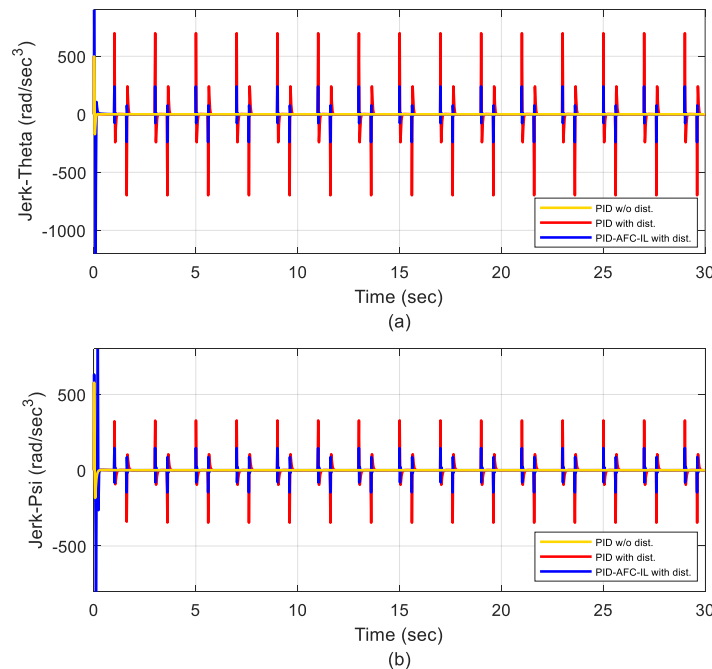 Jerk-Theta (rad/sec³)
500
0
-500
-1000
PID w/o dist.
PID with dist.
PID-AFC-IL with dist.
0 5 10 15 20 25 30
Time (sec)
(a)
Jerk-Psi (rad/sec³)
500
0
-500
PID w/o dist.
PID with dist.
PID-AFC-IL with dist.
0 5 10 15 20 25 30
Time (sec)
(b)